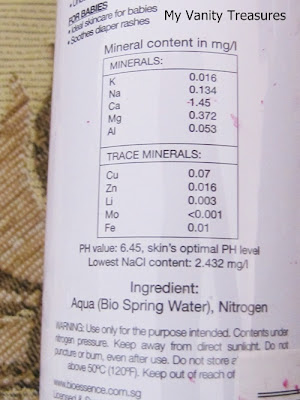 My Vanity Treasures
FOR BABIES
• Ideal skincare for babies
• Soothes diaper rashes
Mineral content in mg/l
MINERALS:
K 0.016
Na 0.134
Ca 1.45
Mg 0.372
Al 0.053
TRACE MINERALS:
Cu 0.07
Zn 0.016
Li 0.003
Mo <0.001
Fe 0.01
PH value: 6.45, skin's optimal PH level
Lowest NaCl content: 2.432 mg/l
Ingredient:
Aqua (Bio Spring Water), Nitrogen
WARNING: Use only for the purpose intended. Contents under
nitrogen pressure. Keep away from direct sunlight. Do not
puncture or burn, even after use. Do not store
above 50°C (120°F). Keep out of reach of
www.bioessence.com.sg